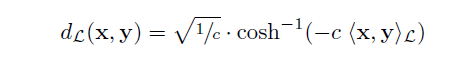 d_ℒ(x, y) = √(1/c) · cosh⁻¹(−c ⟨x, y⟩_ℒ)